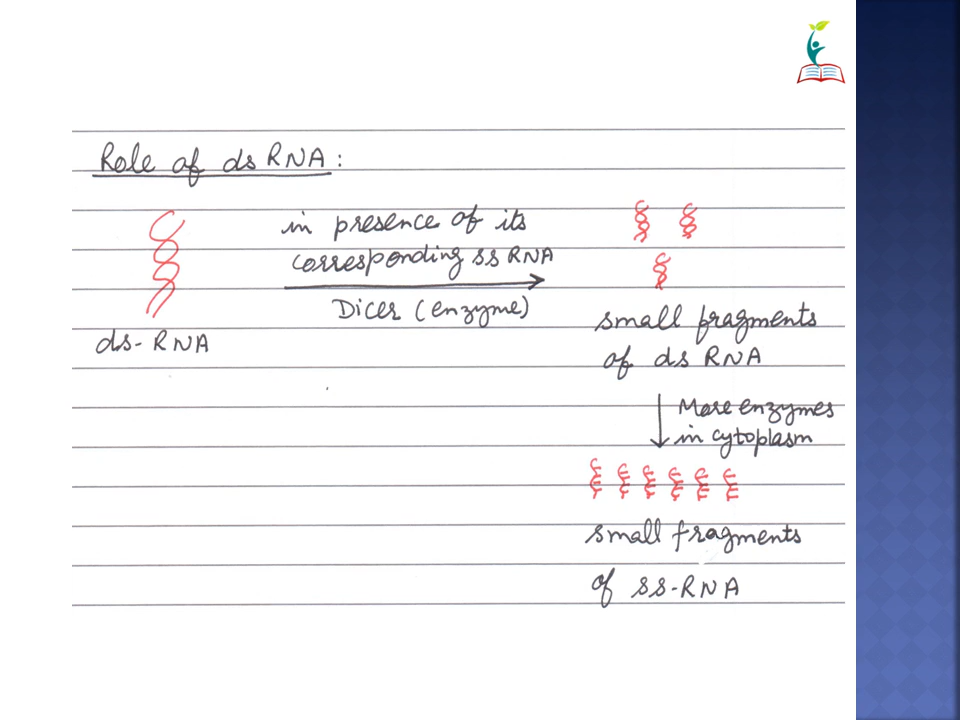 Role of ds RNA :
in presence of its
corresponding ss RNA
Dicer (enzyme)
ds-RNA
small fragments
of ds RNA
More enzymes
in cytoplasm
small fragments
of ss-RNA